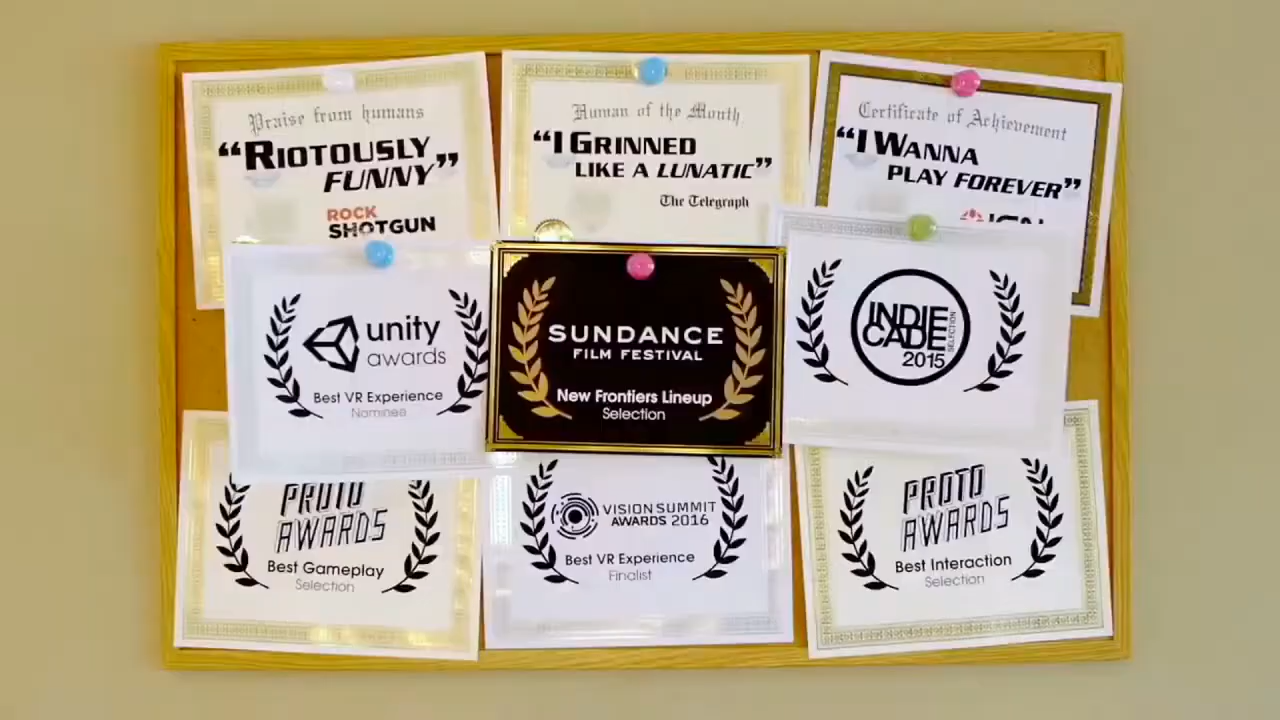 Praise from humans
“RIOTOUSLY
FUNNY”
ROCK
SHOTGUN
Human of the Month
“I GRINNED
LIKE A LUNATIC”
The Telegraph
Certificate of Achievement
“I WANNA
PLAY FOREVER”
IGN
unity
awards
Best VR Experience
Nominee
SUNDANCE
FILM FESTIVAL
New Frontiers Lineup
Selection
INDIE
CADE
SELECTION
2015
PROTO
AWARDS
Best Gameplay
Selection
VISION SUMMIT
AWARDS 2016
Best VR Experience
Finalist
PROTO
AWARDS
Best Interaction
Selection